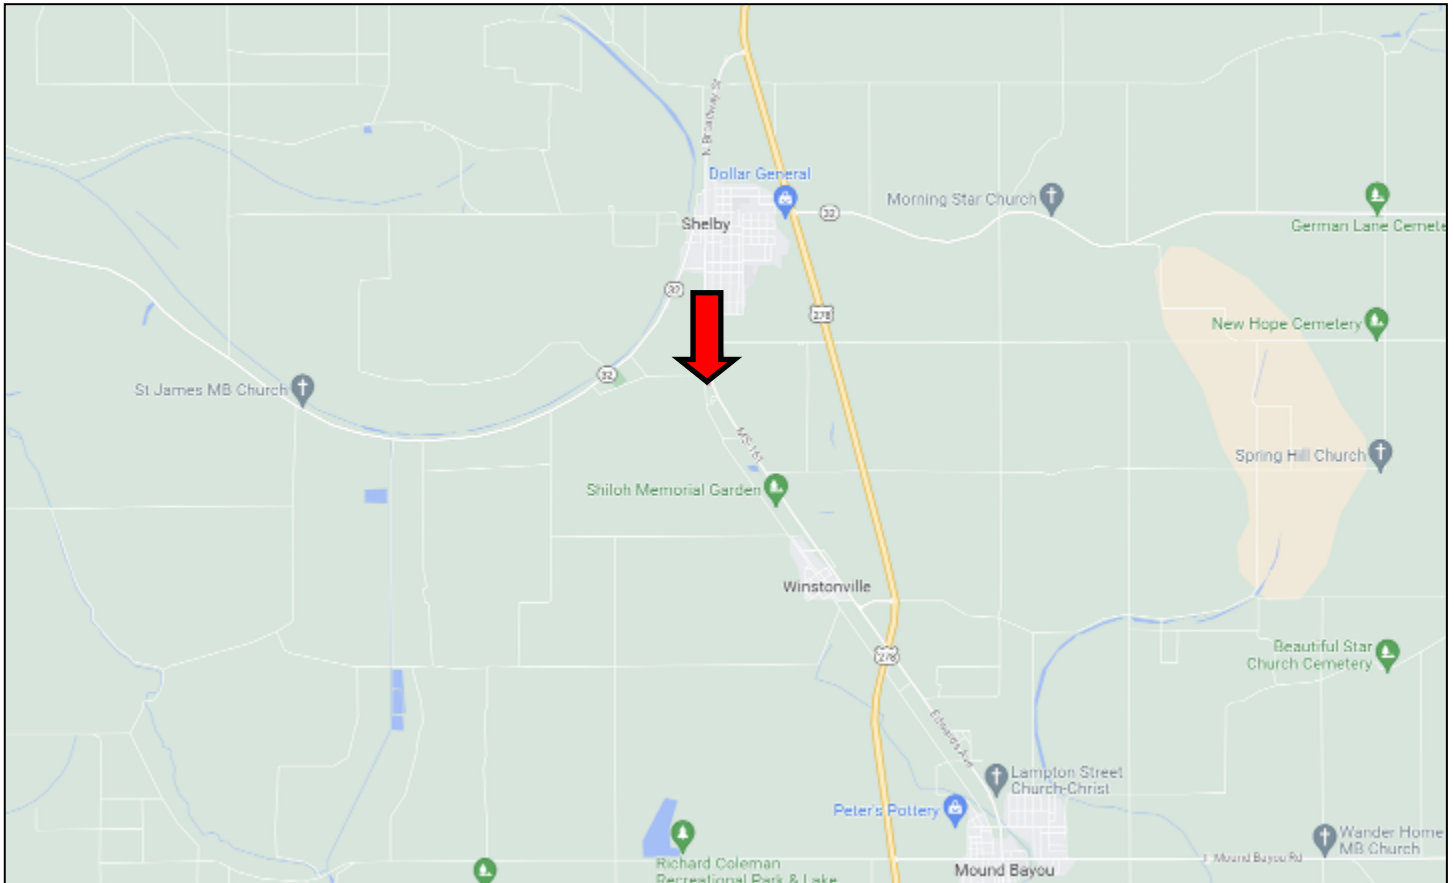 N Broadway St
Dollar General
32
Morning Star Church
German Lane Cemete
Shelby
32
278
New Hope Cemetery
32
St James MB Church
MS-161
Spring Hill Church
Shiloh Memorial Garden
Winstonville
278
Beautiful Star
Church Cemetery
Edwards Ave
Lampton Street
Church-Christ
Peter's Pottery
Wander Home
MB Church
Mound Bayou Rd
Richard Coleman
Recreational Park & Lake
Mound Bayou